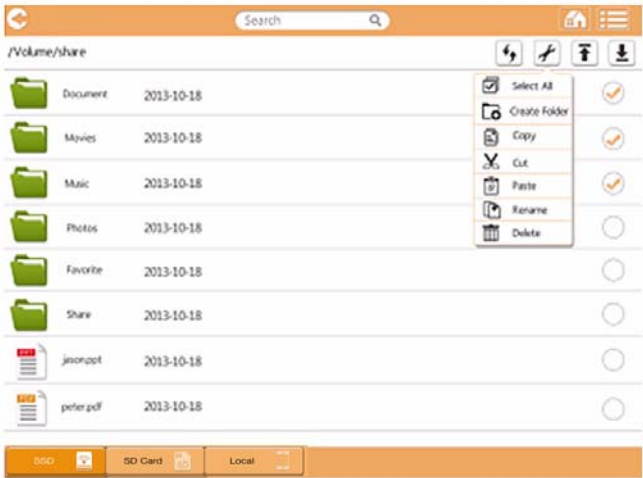 Search
/Volume/share
Document 2013-10-18
Movies 2013-10-18
Music 2013-10-18
Photos 2013-10-18
Favorite 2013-10-18
Share 2013-10-18
PPT
jason.ppt 2013-10-18
PDF
peter.pdf 2013-10-18
Select All
Create Folder
Copy
Cut
Paste
Rename
Delete
SSD SD Card Local